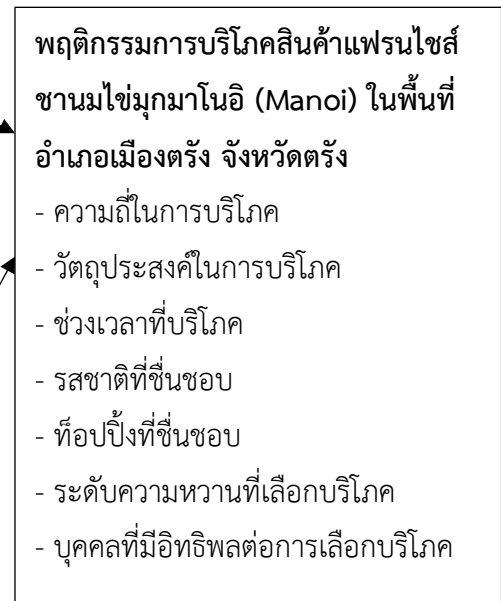 พฤติกรรมการบริโภคสินค้าแฟรนไชส์
ชานมไข่มุกมาโนอิ (Manoi) ในพื้นที่
อำเภอเมืองตรัง จังหวัดตรัง
- ความถี่ในการบริโภค
- วัตถุประสงค์ในการบริโภค
- ช่วงเวลาที่บริโภค
- รสชาติที่ชื่นชอบ
- ท็อปปิ้งที่ชื่นชอบ
- ระดับความหวานที่เลือกบริโภค
- บุคคลที่มีอิทธิพลต่อการเลือกบริโภค